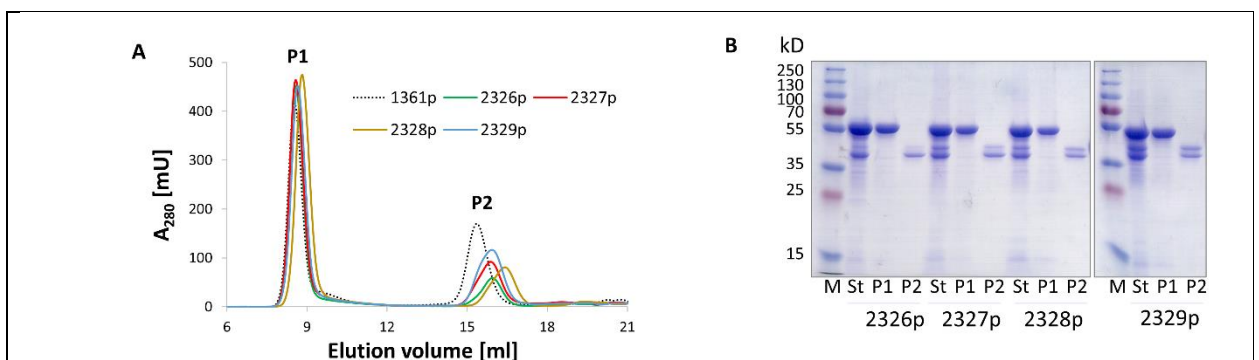 A
P1
500
400
300
200
100
0
A280 [mU]
1361p 2326p 2327p
2328p 2329p
P2
6 9 12 15 18 21
Elution volume [ml]
B
kD
250
130
100
70
55
35
25
15
M St P1 P2 St P1 P2 St P1 P2 M St P1 P2
2326p 2327p 2328p 2329p